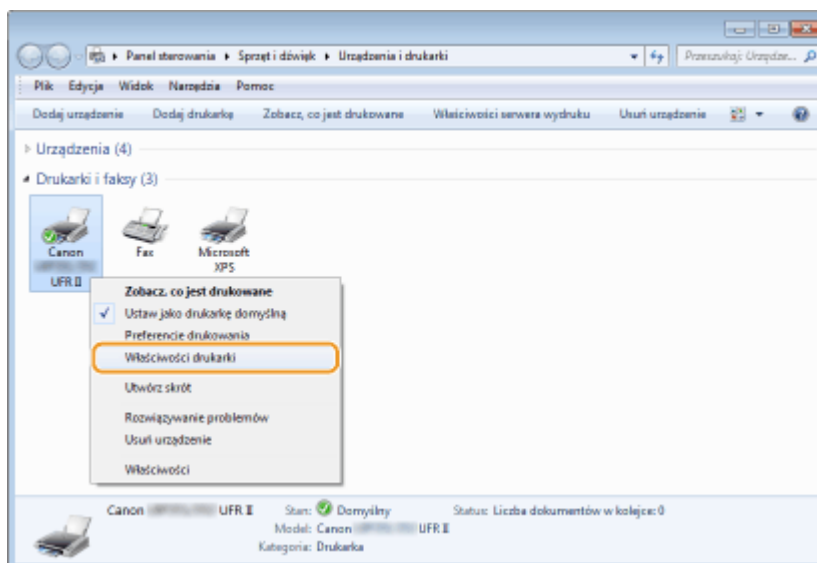 Panel sterowania ▸ Sprzęt i dźwięk ▸ Urządzenia i drukarki
Przeszukaj: Urządze...
Plik Edycja Widok Narzędzia Pomoc
Dodaj urządzenie Dodaj drukarkę Zobacz, co jest drukowane Właściwości serwera wydruku Usuń urządzenie
Urządzenia (4)
Drukarki i faksy (3)
Canon
UFR II
Fax
Microsoft
XPS
Zobacz, co jest drukowane
Ustaw jako drukarkę domyślną
Preferencje drukowania
Właściwości drukarki
Utwórz skrót
Rozwiązywanie problemów
Usuń urządzenie
Właściwości
Canon UFR II Stan: Domyślny Status: Liczba dokumentów w kolejce: 0
Model: Canon UFR II
Kategoria: Drukarka